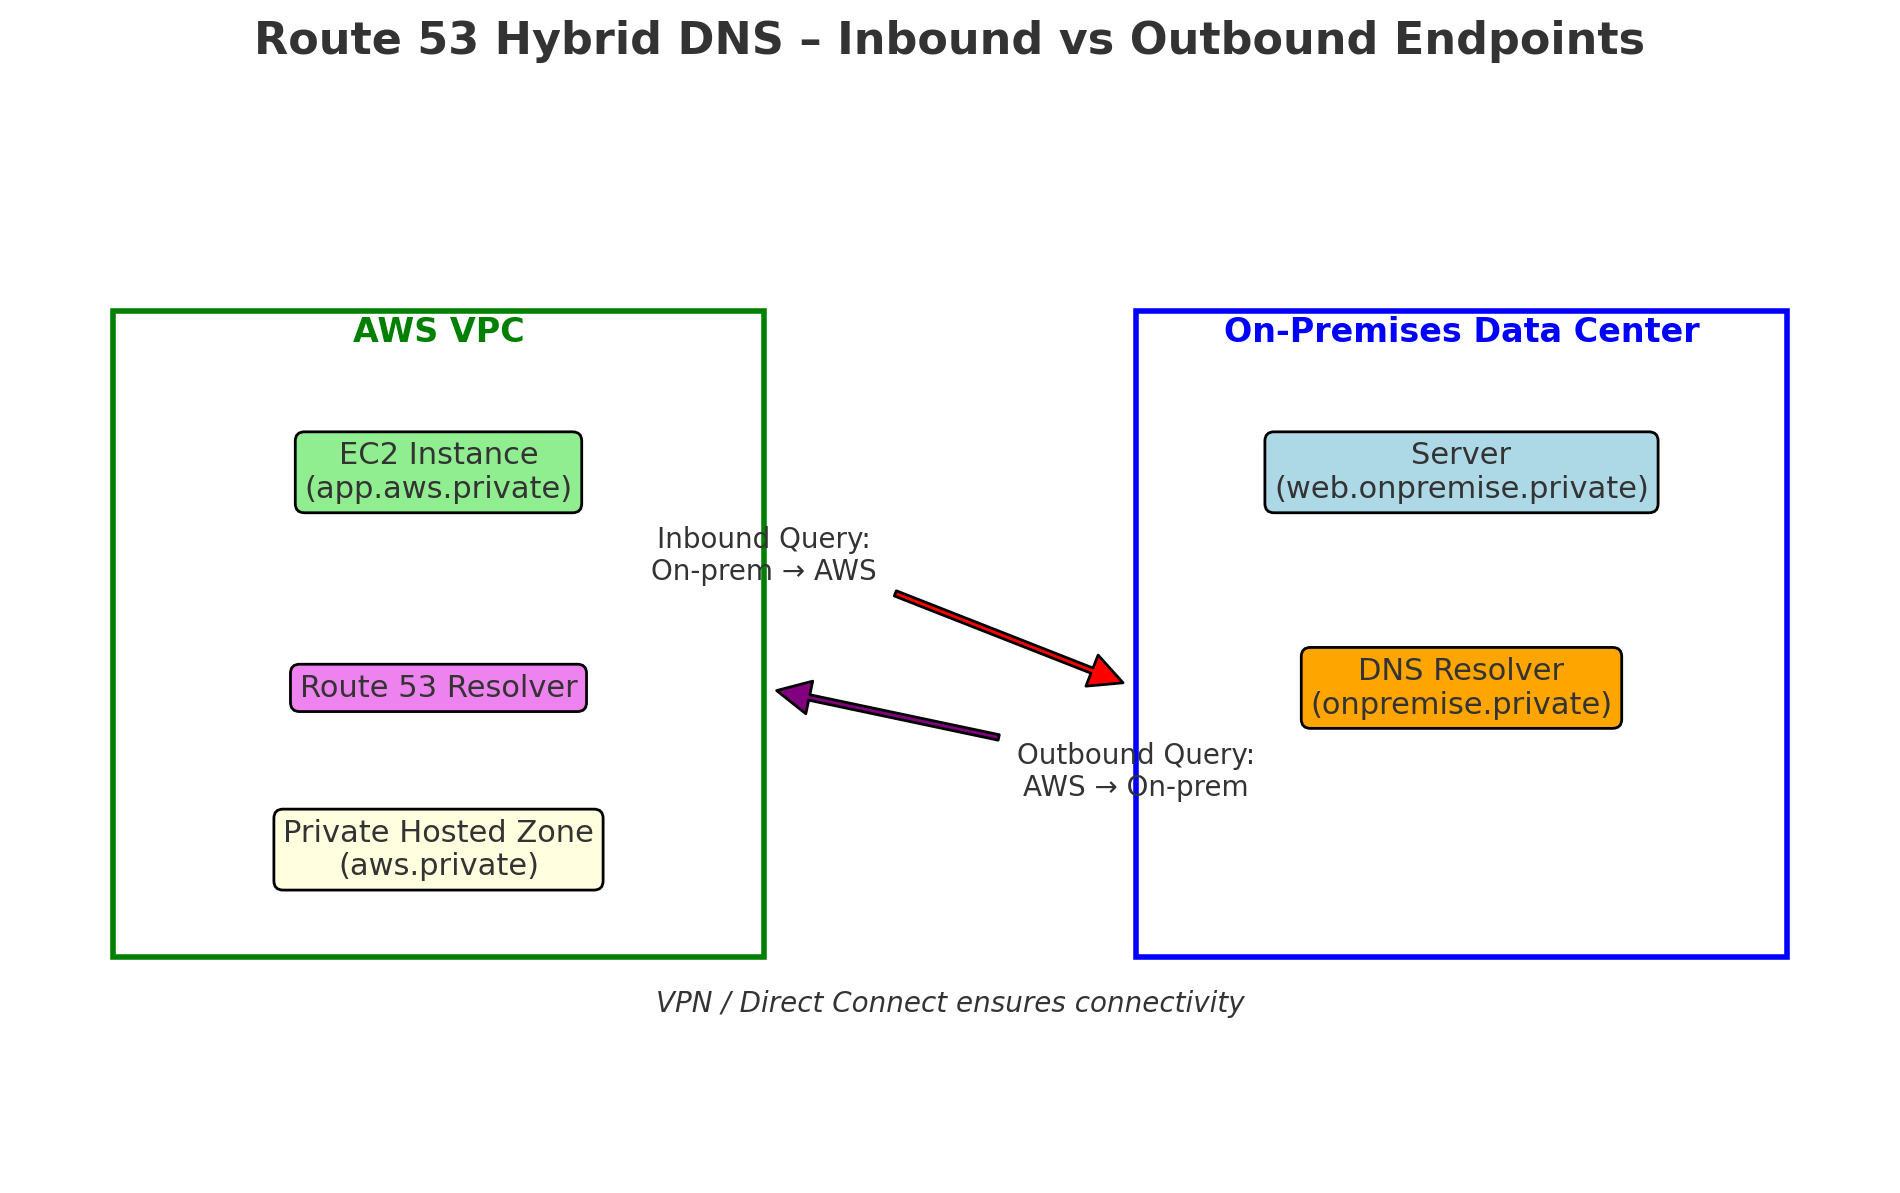 Route 53 Hybrid DNS – Inbound vs Outbound Endpoints
AWS VPC
EC2 Instance
(app.aws.private)
Route 53 Resolver
Private Hosted Zone
(aws.private)
Inbound Query:
On-prem → AWS
Outbound Query:
AWS → On-prem
On-Premises Data Center
Server
(web.onpremise.private)
DNS Resolver
(onpremise.private)
VPN / Direct Connect ensures connectivity